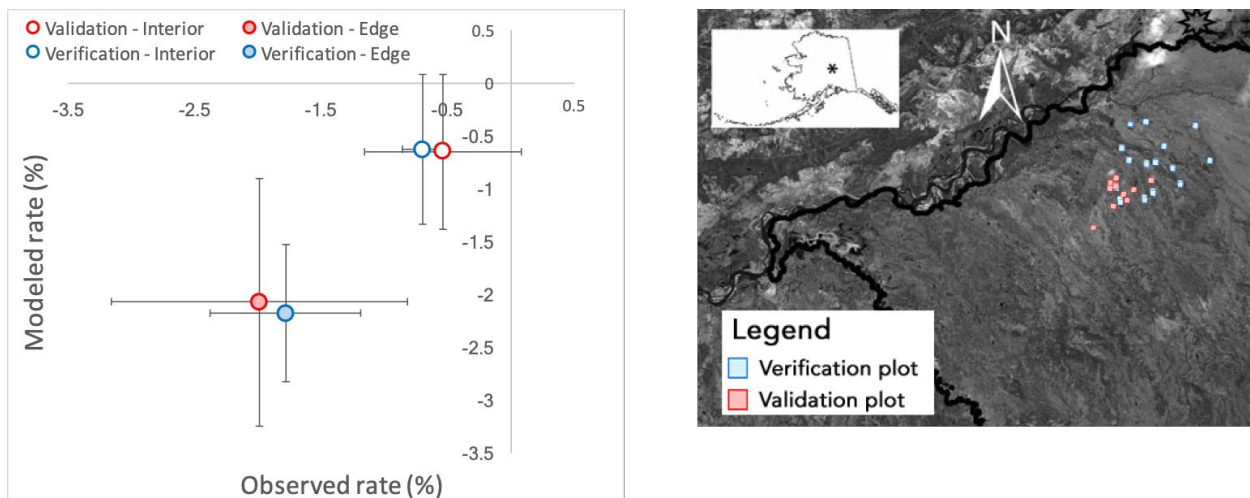 Validation - Interior Validation - Edge
Verification - Interior Verification - Edge
0.5
0
-3.5 -2.5 -1.5 -0.5 0.5
-0.5
-1
-1.5
-2
-2.5
-3
-3.5
Modeled rate (%)
Observed rate (%)
N
*
Legend
Verification plot
Validation plot